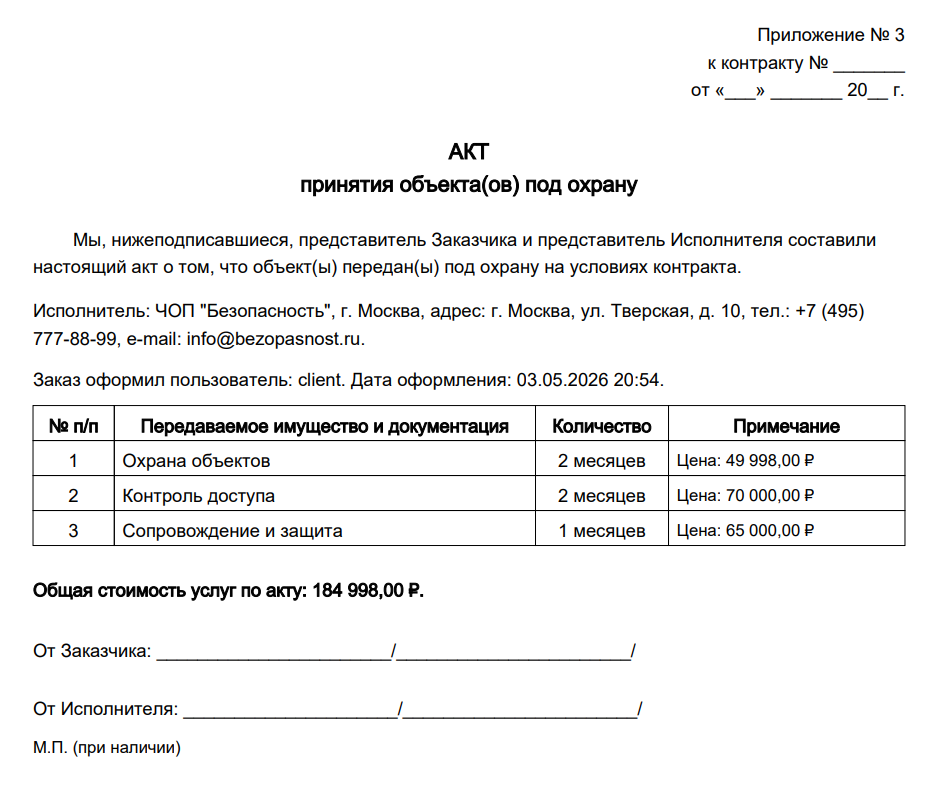 Приложение № 3
к контракту № _______
от «___» _______ 20__ г.
АКТ
принятия объекта(ов) под охрану
Мы, нижеподписавшиеся, представитель Заказчика и представитель Исполнителя составили
настоящий акт о том, что объект(ы) передан(ы) под охрану на условиях контракта.
Исполнитель: ЧОП "Безопасность", г. Москва, адрес: г. Москва, ул. Тверская, д. 10, тел.: +7 (495)
777-88-99, e-mail: info@bezopasnost.ru.
Заказ оформил пользователь: client. Дата оформления: 03.05.2026 20:54.
№ п/п Передаваемое имущество и документация Количество Примечание
1 Охрана объектов 2 месяцев Цена: 49 998,00 ₽
2 Контроль доступа 2 месяцев Цена: 70 000,00 ₽
3 Сопровождение и защита 1 месяцев Цена: 65 000,00 ₽
Общая стоимость услуг по акту: 184 998,00 ₽.
От Заказчика: _______________________/_______________________/
От Исполнителя: _____________________/_______________________/
М.П. (при наличии)